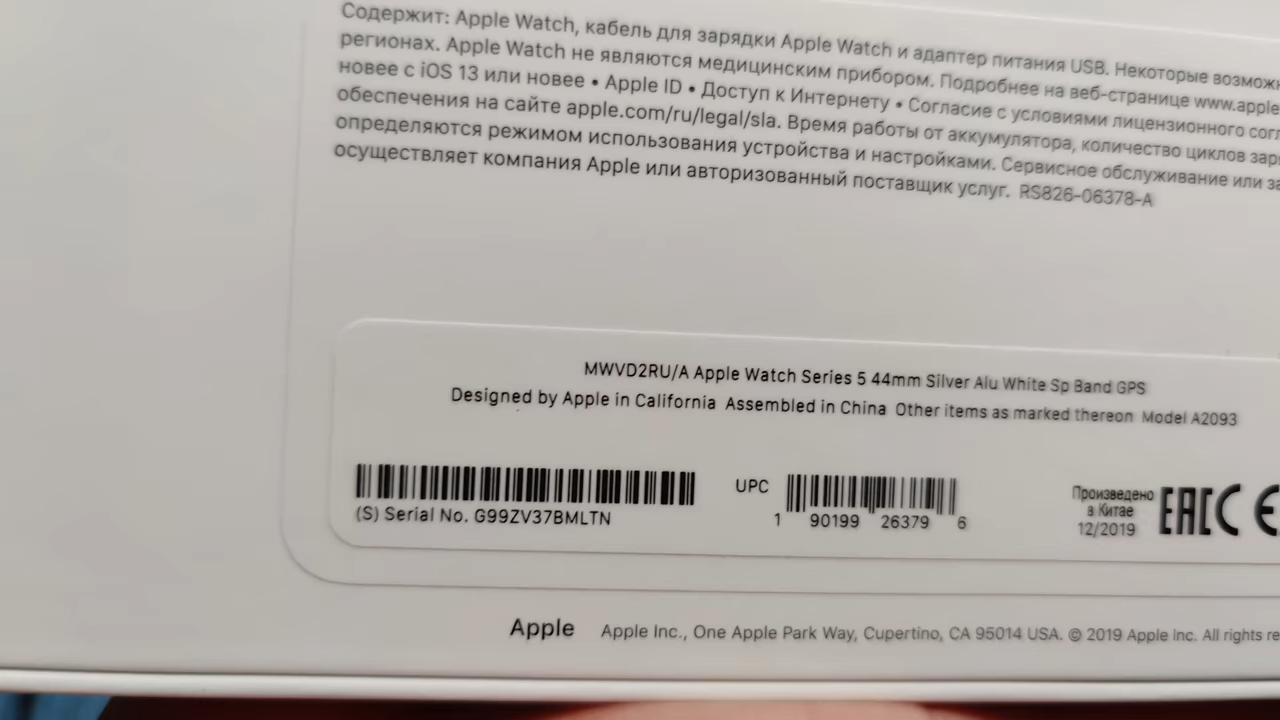 Содержит: Apple Watch, кабель для зарядки Apple Watch и адаптер питания USB. Некоторые
регионах. Apple Watch не являются медицинским прибором. Подробнее на веб-странице www.apple
новее с iOS 13 или новее • Apple ID • Доступ к Интернету • Согласие с условиями лицензионного
обеспечения на сайте apple.com/ru/legal/sla. Время работы от аккумулятора, количество циклов
определяются режимом использования устройства и настройками. Сервисное обслуживание или
осуществляет компания Apple или авторизованный поставщик услуг. RS826-06378-A
MWVD2RU/A Apple Watch Series 5 44mm Silver Alu White Sp Band GPS
Designed by Apple in California Assembled in China Other items as marked thereon Model A2093
UPC
(S) Serial No. G99ZV37BMLTN
1 90199 26379 6
Произведено
в Китае
12/2019
EAC
Apple Apple Inc., One Apple Park Way, Cupertino, CA 95014 USA. © 2019 Apple Inc. All rights